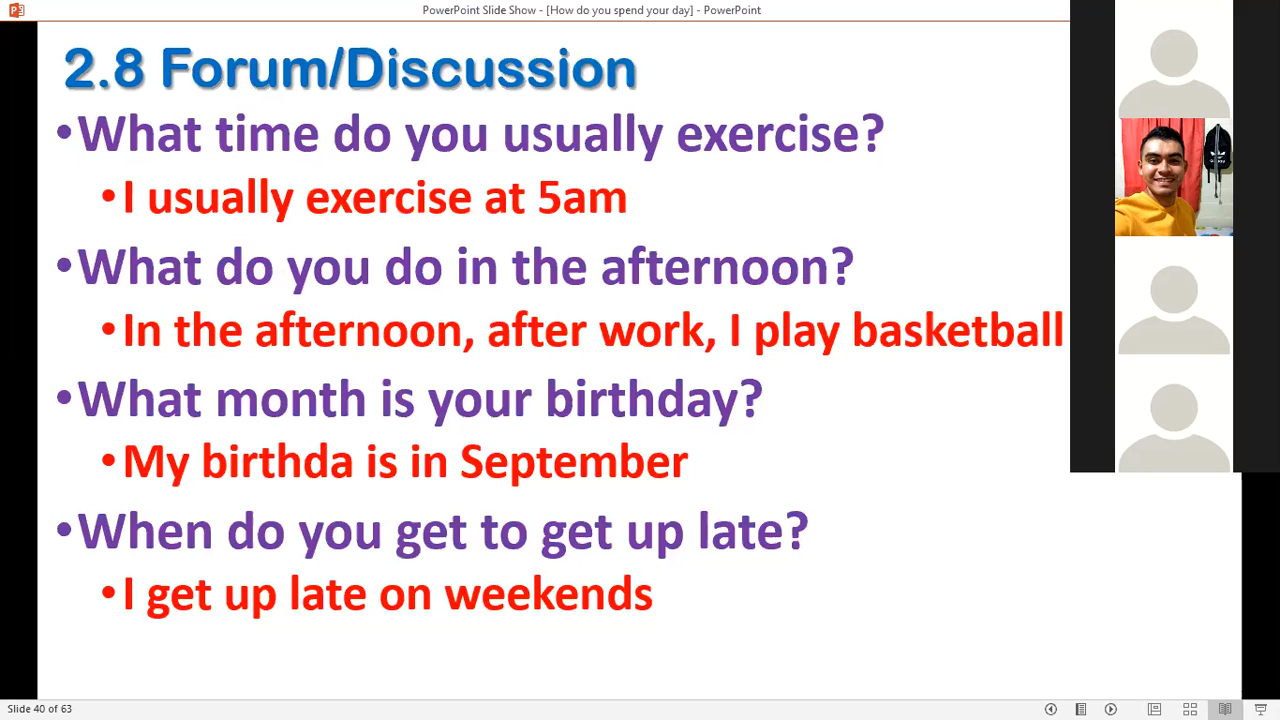 PowerPoint Slide Show - [How do you spend your day] - PowerPoint
2.8 Forum/Discussion
•What time do you usually exercise?
•I usually exercise at 5am
•What do you do in the afternoon?
•In the afternoon, after work, I play basketball
•What month is your birthday?
•My birthda is in September
•When do you get to get up late?
•I get up late on weekends
Slide 40 of 63